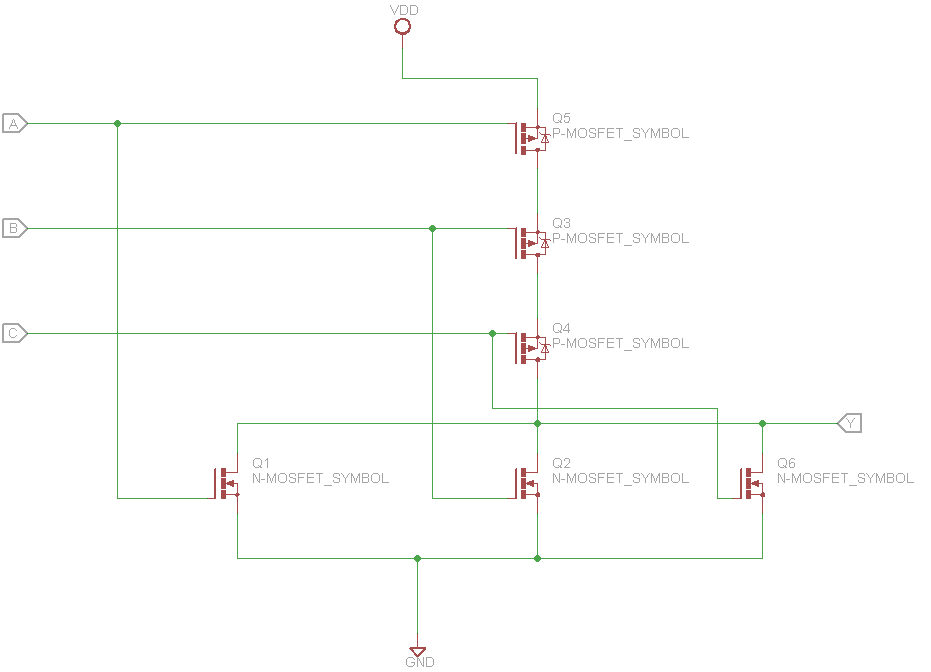 VDD
A
Q5
P-MOSFET_SYMBOL
B
Q3
P-MOSFET_SYMBOL
C
Q4
P-MOSFET_SYMBOL
Y
Q1
N-MOSFET_SYMBOL
Q2
N-MOSFET_SYMBOL
Q6
N-MOSFET_SYMBOL
GND